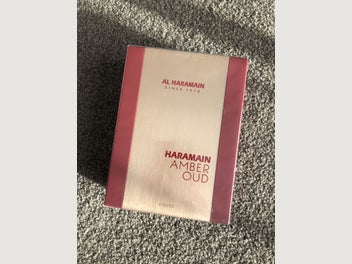 AL HARAMAIN
SINCE 1970
HARAMAIN
AMBER
OUD